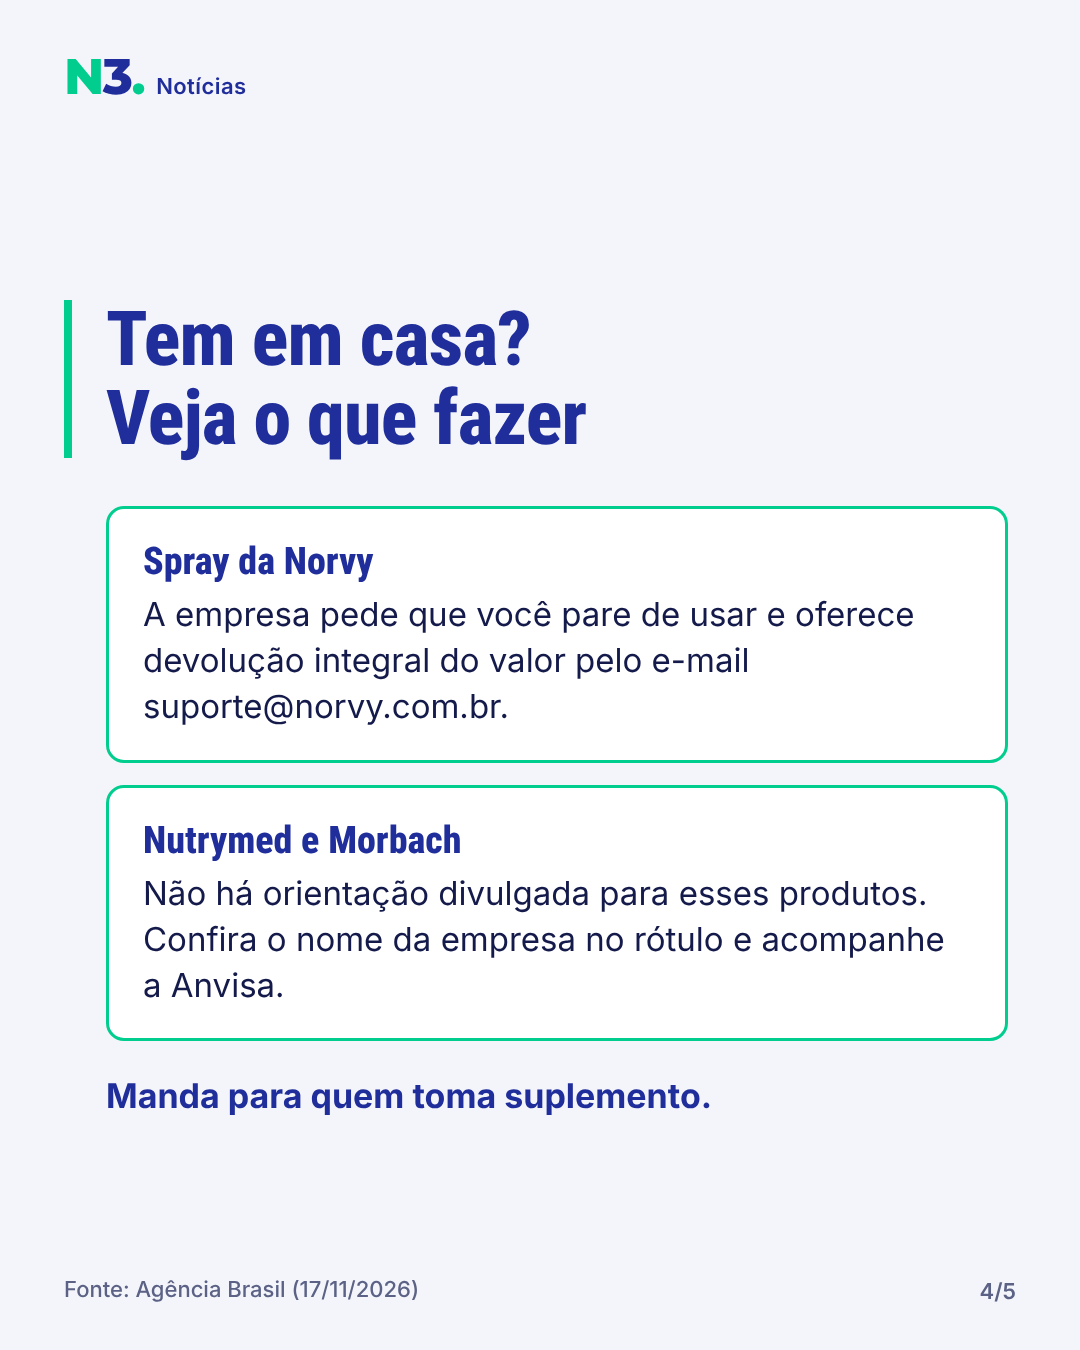 N3. Notícias
Tem em casa?
Veja o que fazer
Spray da Norvy
A empresa pede que você pare de usar e oferece
devolução integral do valor pelo e-mail
suporte@norvy.com.br.
Nutrymed e Morbach
Não há orientação divulgada para esses produtos.
Confira o nome da empresa no rótulo e acompanhe
a Anvisa.
Manda para quem toma suplemento.
Fonte: Agência Brasil (17/11/2026)
4/5